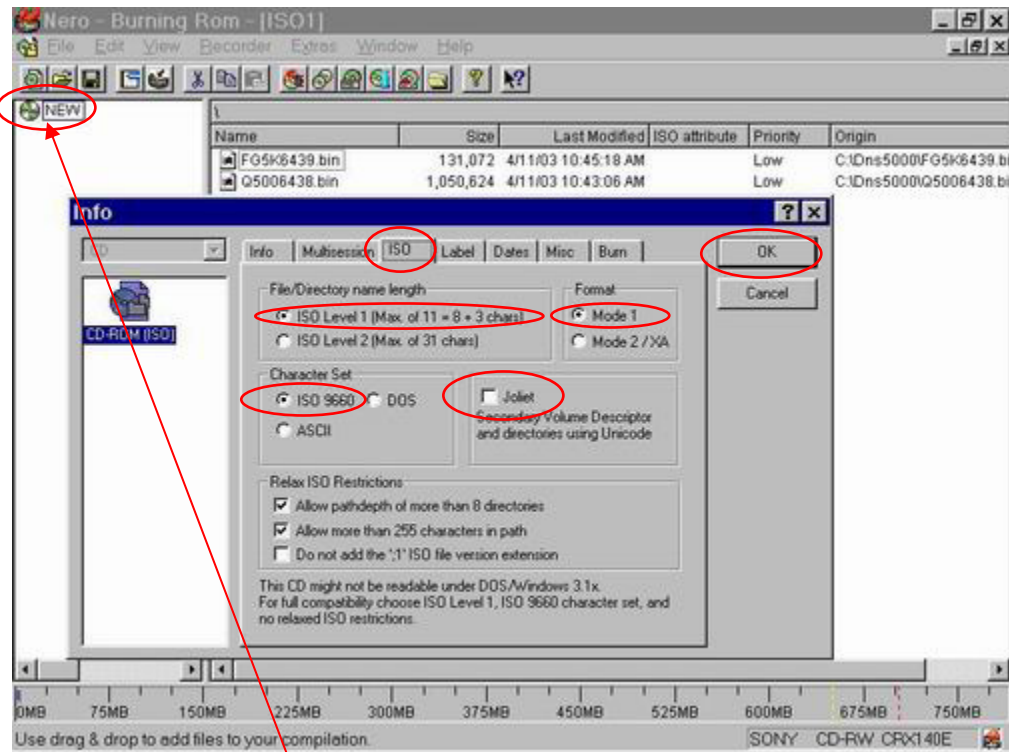 Nero - Burning Rom - [ISO1]
File Edit View Recorder Extras Window Help
NEW
\
Name Size Last Modified ISO attribute Priority Origin
FG5K6439.bin 131,072 4/11/03 10:45:18 AM Low C:\Dns5000\FG5K6439.bi
Q5006438.bin 1,050,624 4/11/03 10:43:06 AM Low C:\Dns5000\Q5006438.bi
Info
CD
Info Multisession ISO Label Dates Misc Burn
OK
Cancel
CD-ROM (ISO)
File/Directory name length
ISO Level 1 (Max. of 11 = 8 + 3 chars)
ISO Level 2 (Max. of 31 chars)
Format
Mode 1
Mode 2 / XA
Character Set
ISO 9660 DOS
ASCII
Joliet
Secondary Volume Descriptor
and directories using Unicode
Relax ISO Restrictions
Allow pathdepth of more than 8 directories
Allow more than 255 characters in path
Do not add the ';1' ISO file version extension
This CD might not be readable under DOS/Windows 3.1x.
For full compatibility choose ISO Level 1, ISO 9660 character set, and
no relaxed ISO restrictions.
0MB 75MB 150MB 225MB 300MB 375MB 450MB 525MB 600MB 675MB 750MB
Use drag & drop to add files to your compilation. SONY CD-RW CRX140E